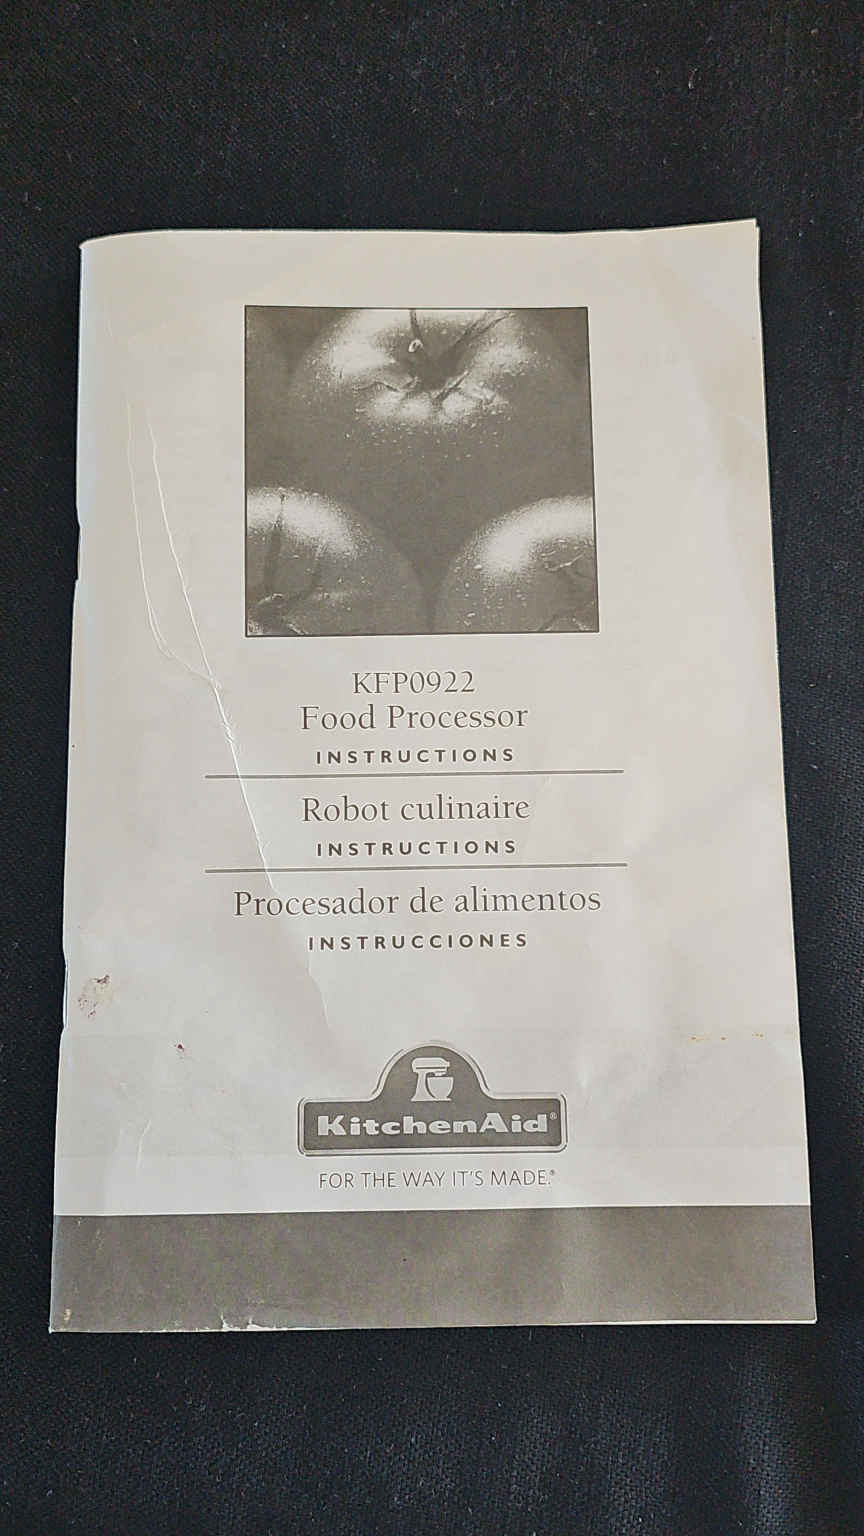 KFP0922
Food Processor
INSTRUCTIONS
Robot culinaire
INSTRUCTIONS
Procesador de alimentos
INSTRUCCIONES
KitchenAid®
FOR THE WAY IT'S MADE.®